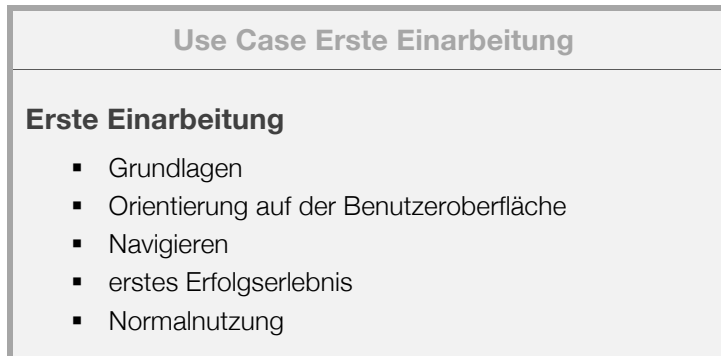 Use Case Erste Einarbeitung
Erste Einarbeitung
▪ Grundlagen
▪ Orientierung auf der Benutzeroberfläche
▪ Navigieren
▪ erstes Erfolgserlebnis
▪ Normalnutzung